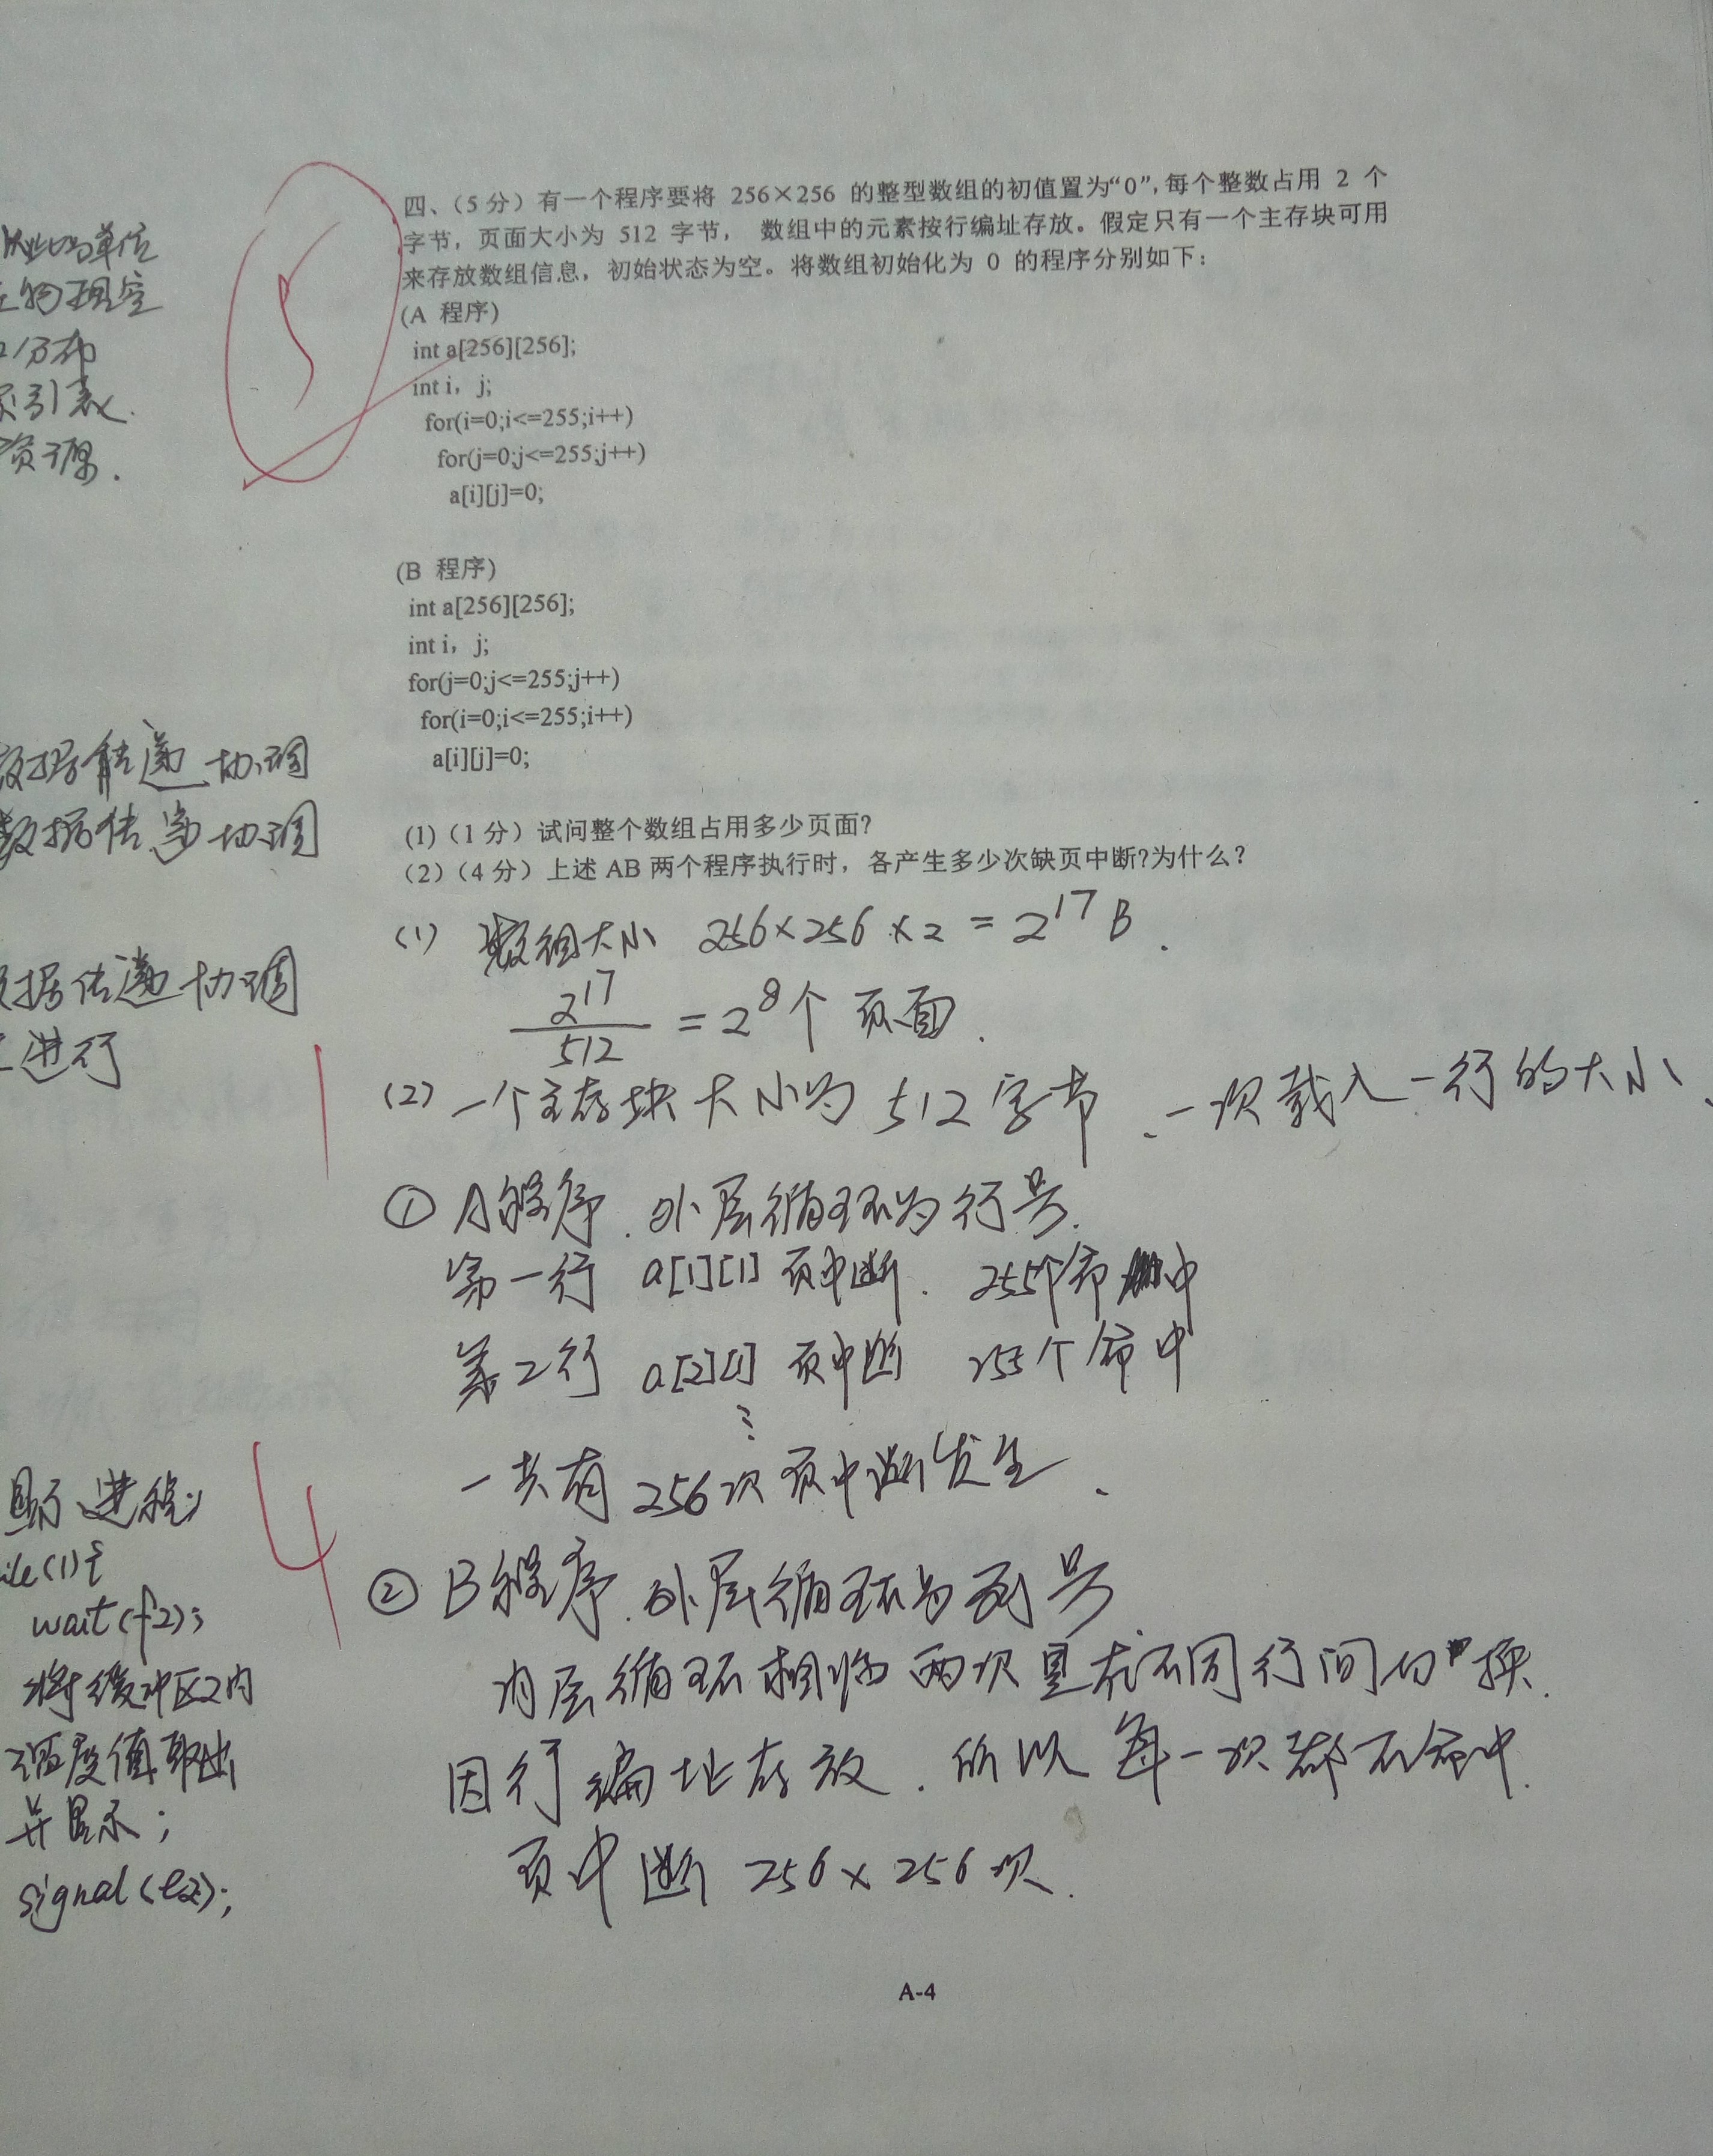 从此为单位
物理空
分布
索引表.
资源.
数据传递协调
数据传递协调
数据传递协调
进行
显示进程
while(1){
wait(f2);
将缓冲区2内
温度值取出
并显示;
signal(e2);
5
四、(5分)有一个程序要将 256×256 的整型数组的初值置为“0”,每个整数占用 2 个
字节,页面大小为 512 字节, 数组中的元素按行编址存放。假定只有一个主存块可用
来存放数组信息,初始状态为空。将数组初始化为 0 的程序分别如下:
(A 程序)
int a[256][256];
int i, j;
for(i=0;i<=255;i++)
for(j=0;j<=255;j++)
a[i][j]=0;
(B 程序)
int a[256][256];
int i, j;
for(j=0;j<=255;j++)
for(i=0;i<=255;i++)
a[i][j]=0;
(1)(1 分)试问整个数组占用多少页面?
(2)(4 分)上述 AB 两个程序执行时,各产生多少次缺页中断?为什么?
(1) 数组大小 256×256×2 = 2^17 B.
2^17/512 = 2^8个 页面.
1
(2) 一个主存块大小为 512字节、一次载入一行的大小、
① A程序.外层循环为行号.
第一行 a[1][1] 页中断. 255个命中
第2行 a[2][1] 页中断 255个命中
⋮
一共有 256次页中断发生、
4
② B程序.外层循环为列号
内层循环相临两次是在不同行间切换.
因行编址存放.所以每一次都不命中.
页中断 256×256次.
A-4